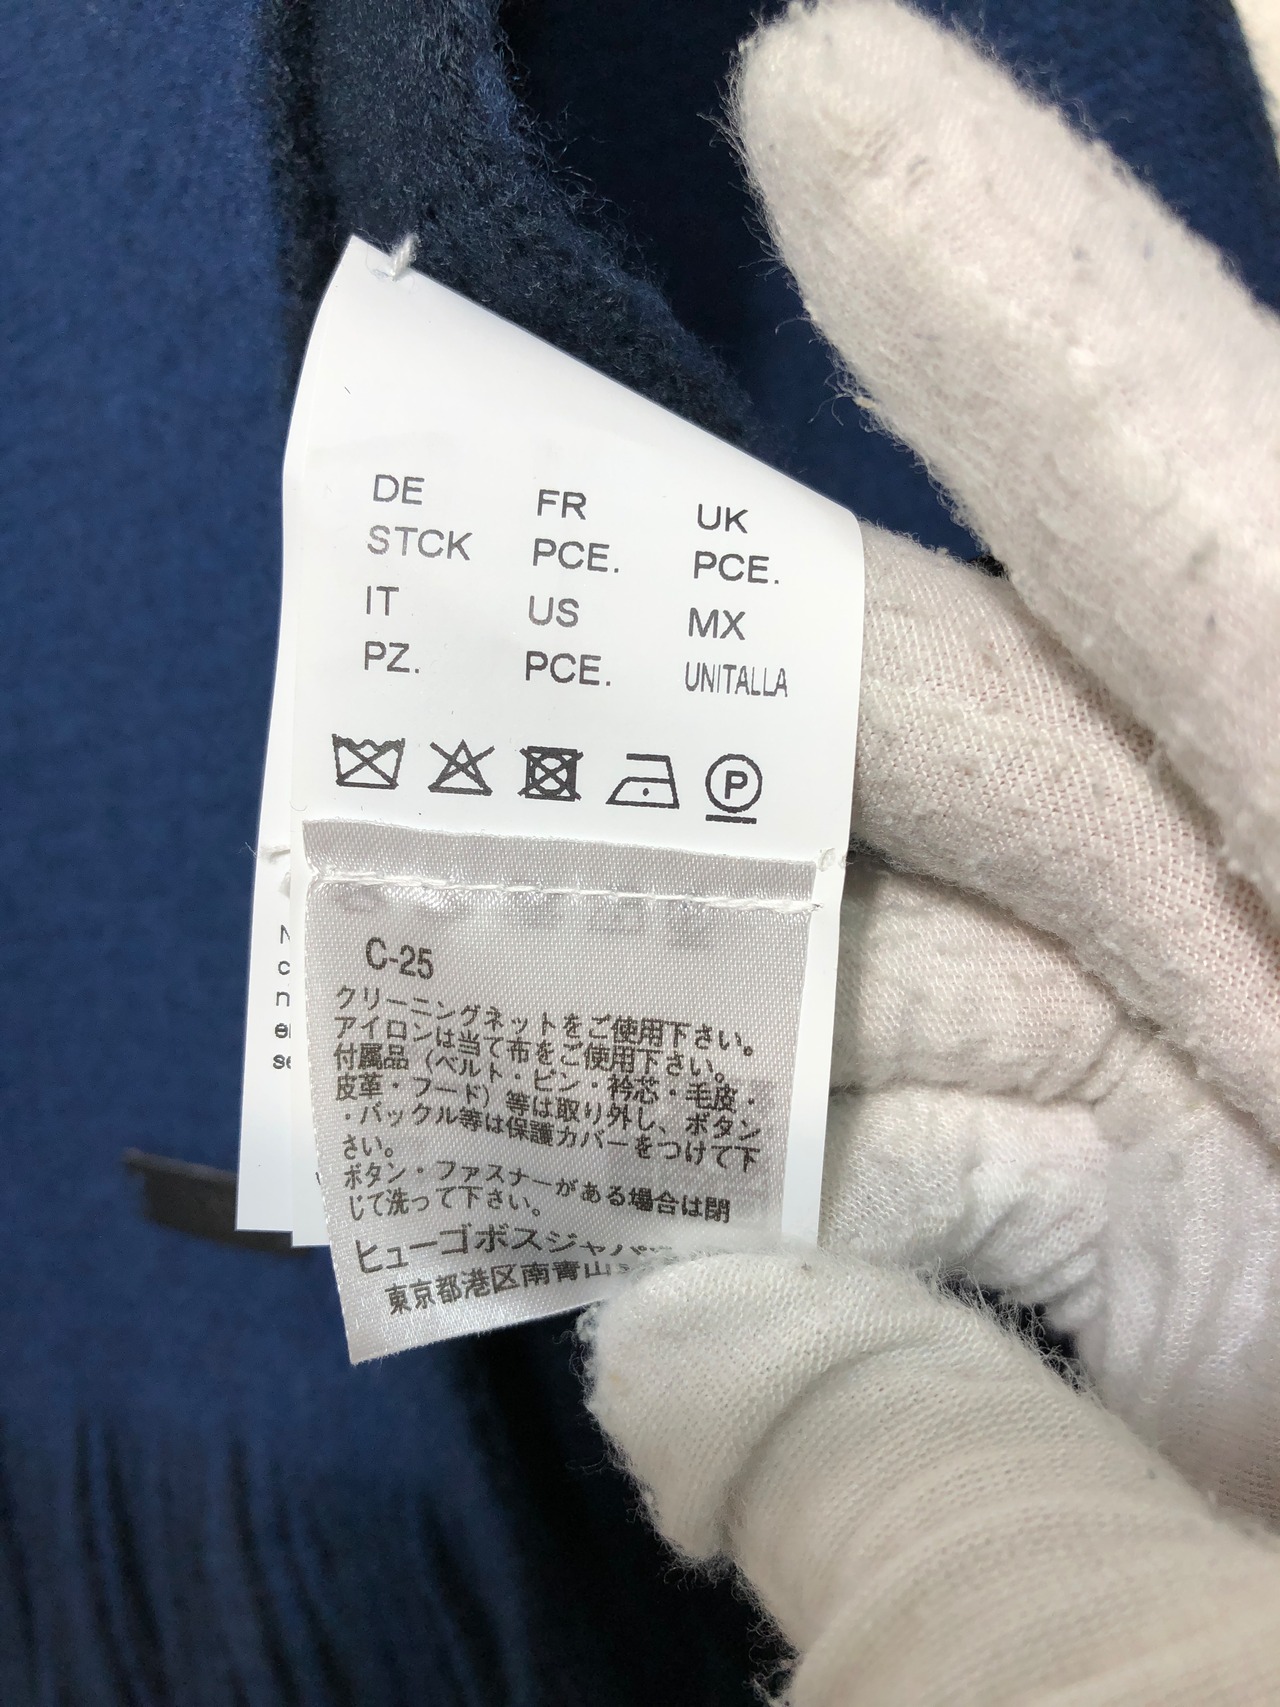 DE FR UK
STCK PCE. PCE.
IT US MX
PZ. PCE. UNITALLA
P
C-25
クリーニングネットをご使用下さい。
アイロンは当て布をご使用下さい。
付属品（ベルト・ピン・衿芯・毛皮・
皮革・フード）等は取り外し、ボタン
・バックル等は保護カバーをつけて下
さい。
ボタン・ファスナーがある場合は閉
じて洗って下さい。
ヒューゴボスジャパ
東京都港区南青山